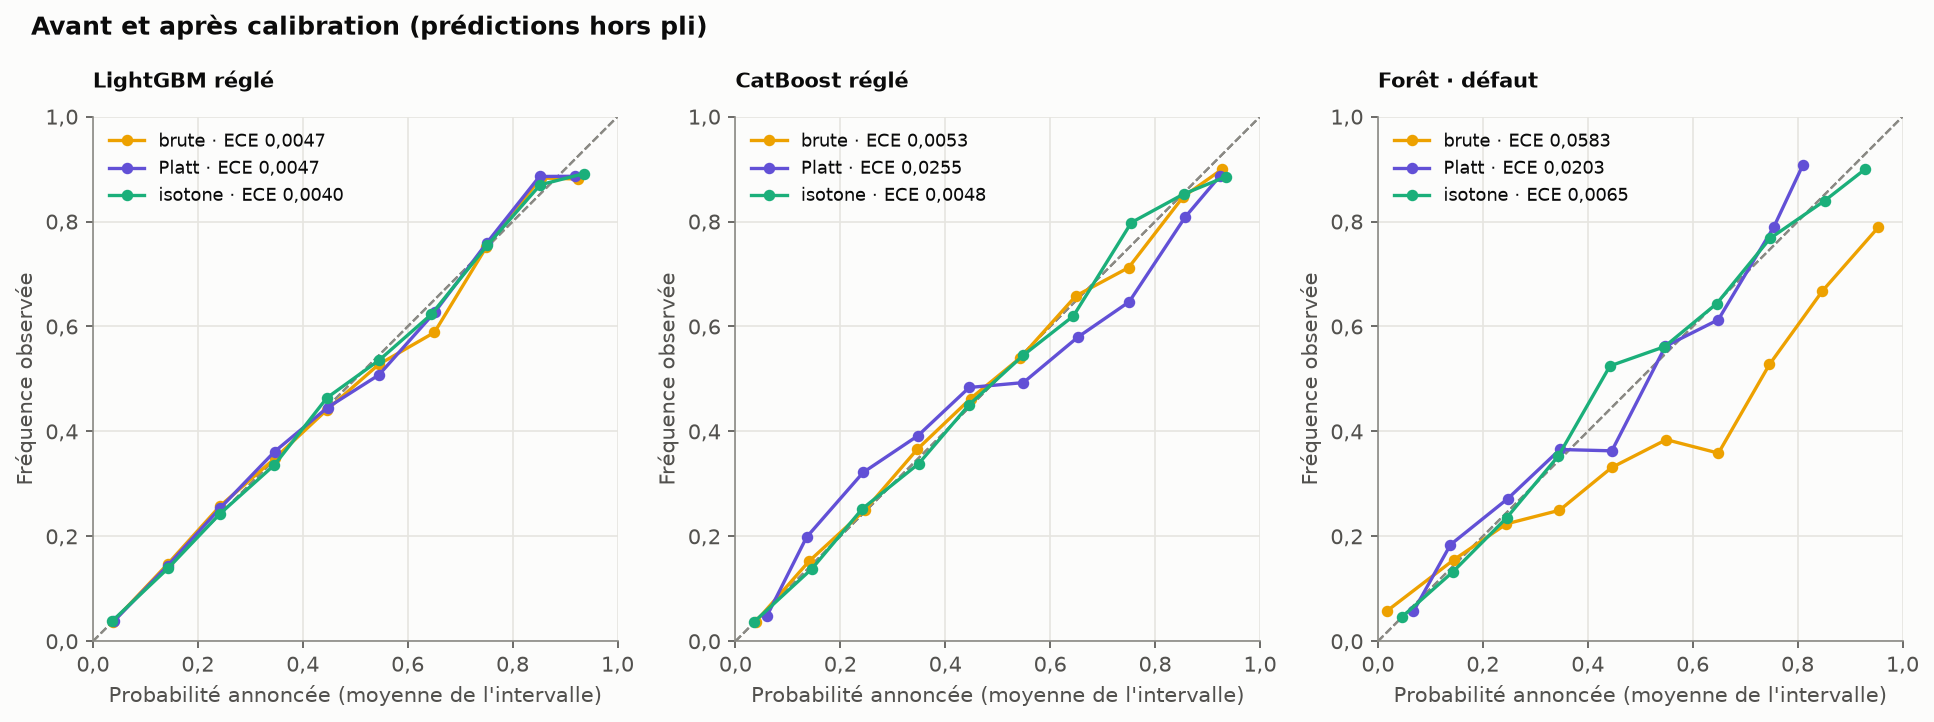 Avant et après calibration (prédictions hors pli)
LightGBM réglé
1,0
0,8
0,6
0,4
0,2
0,0
brute · ECE 0,0047
Platt · ECE 0,0047
isotone · ECE 0,0040
Fréquence observée
0,0 0,2 0,4 0,6 0,8 1,0
Probabilité annoncée (moyenne de l'intervalle)
CatBoost réglé
1,0
0,8
0,6
0,4
0,2
0,0
brute · ECE 0,0053
Platt · ECE 0,0255
isotone · ECE 0,0048
Fréquence observée
0,0 0,2 0,4 0,6 0,8 1,0
Probabilité annoncée (moyenne de l'intervalle)
Forêt · défaut
1,0
0,8
0,6
0,4
0,2
0,0
brute · ECE 0,0583
Platt · ECE 0,0203
isotone · ECE 0,0065
Fréquence observée
0,0 0,2 0,4 0,6 0,8 1,0
Probabilité annoncée (moyenne de l'intervalle)